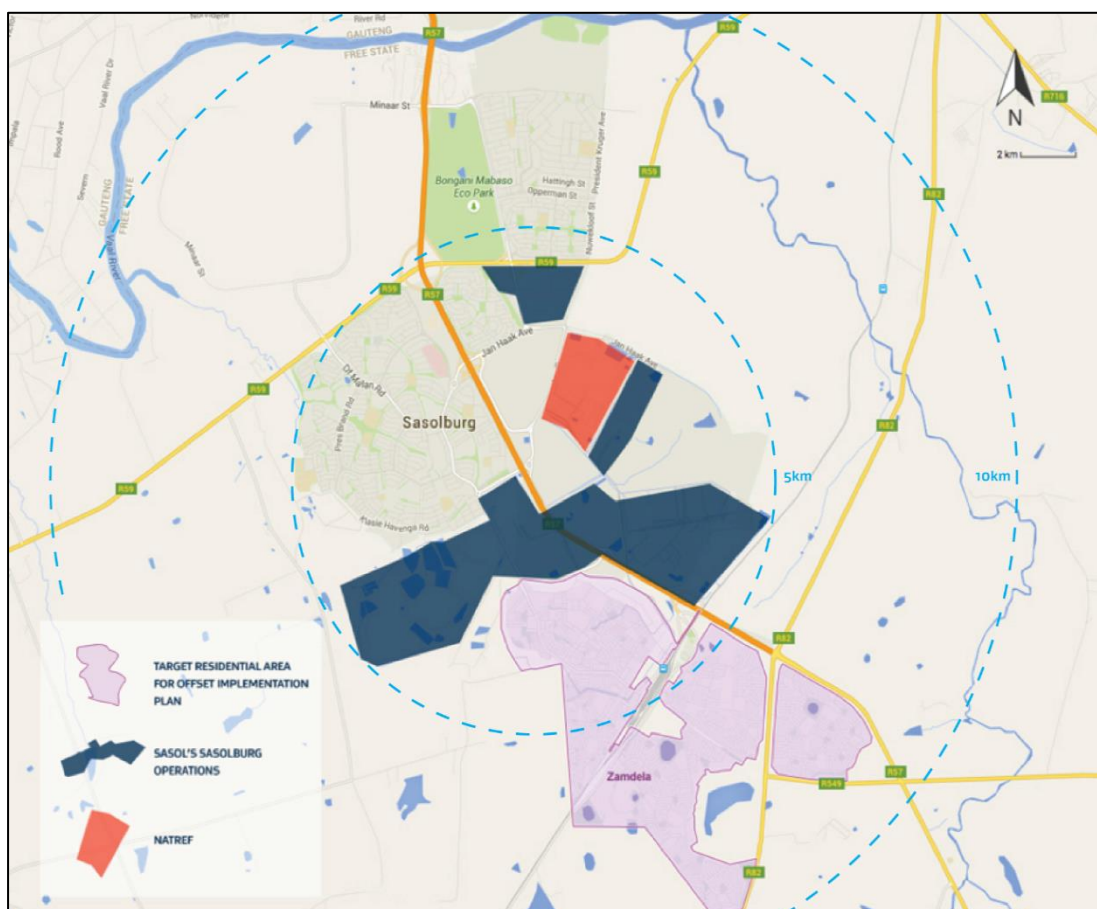 River Rd
R57
R59
GAUTENG
FREE STATE
Vaal River Dr
Rood Ave
Severn
GAUTENG
FREE STATE
Vaal River
Minaar St
Minaar St
R716
N
2 km
R59
R82
Bongani Mabaso
Eco Park
Hattingh St
Opperman St
President Kruger Ave
Nuwekloof St
R59
R59
R57
Jan Haak Ave
Jan Haak Ave
Df Malan Rd
R59
Pres Brand Rd
Sasolburg
R82
R59
5km
10km
Klasie Havenga Rd
R57
R82
Zamdela
R57
R549
R82
TARGET RESIDENTIAL AREA
FOR OFFSET IMPLEMENTATION
PLAN
SASOL'S SASOLBURG
OPERATIONS
NATREF